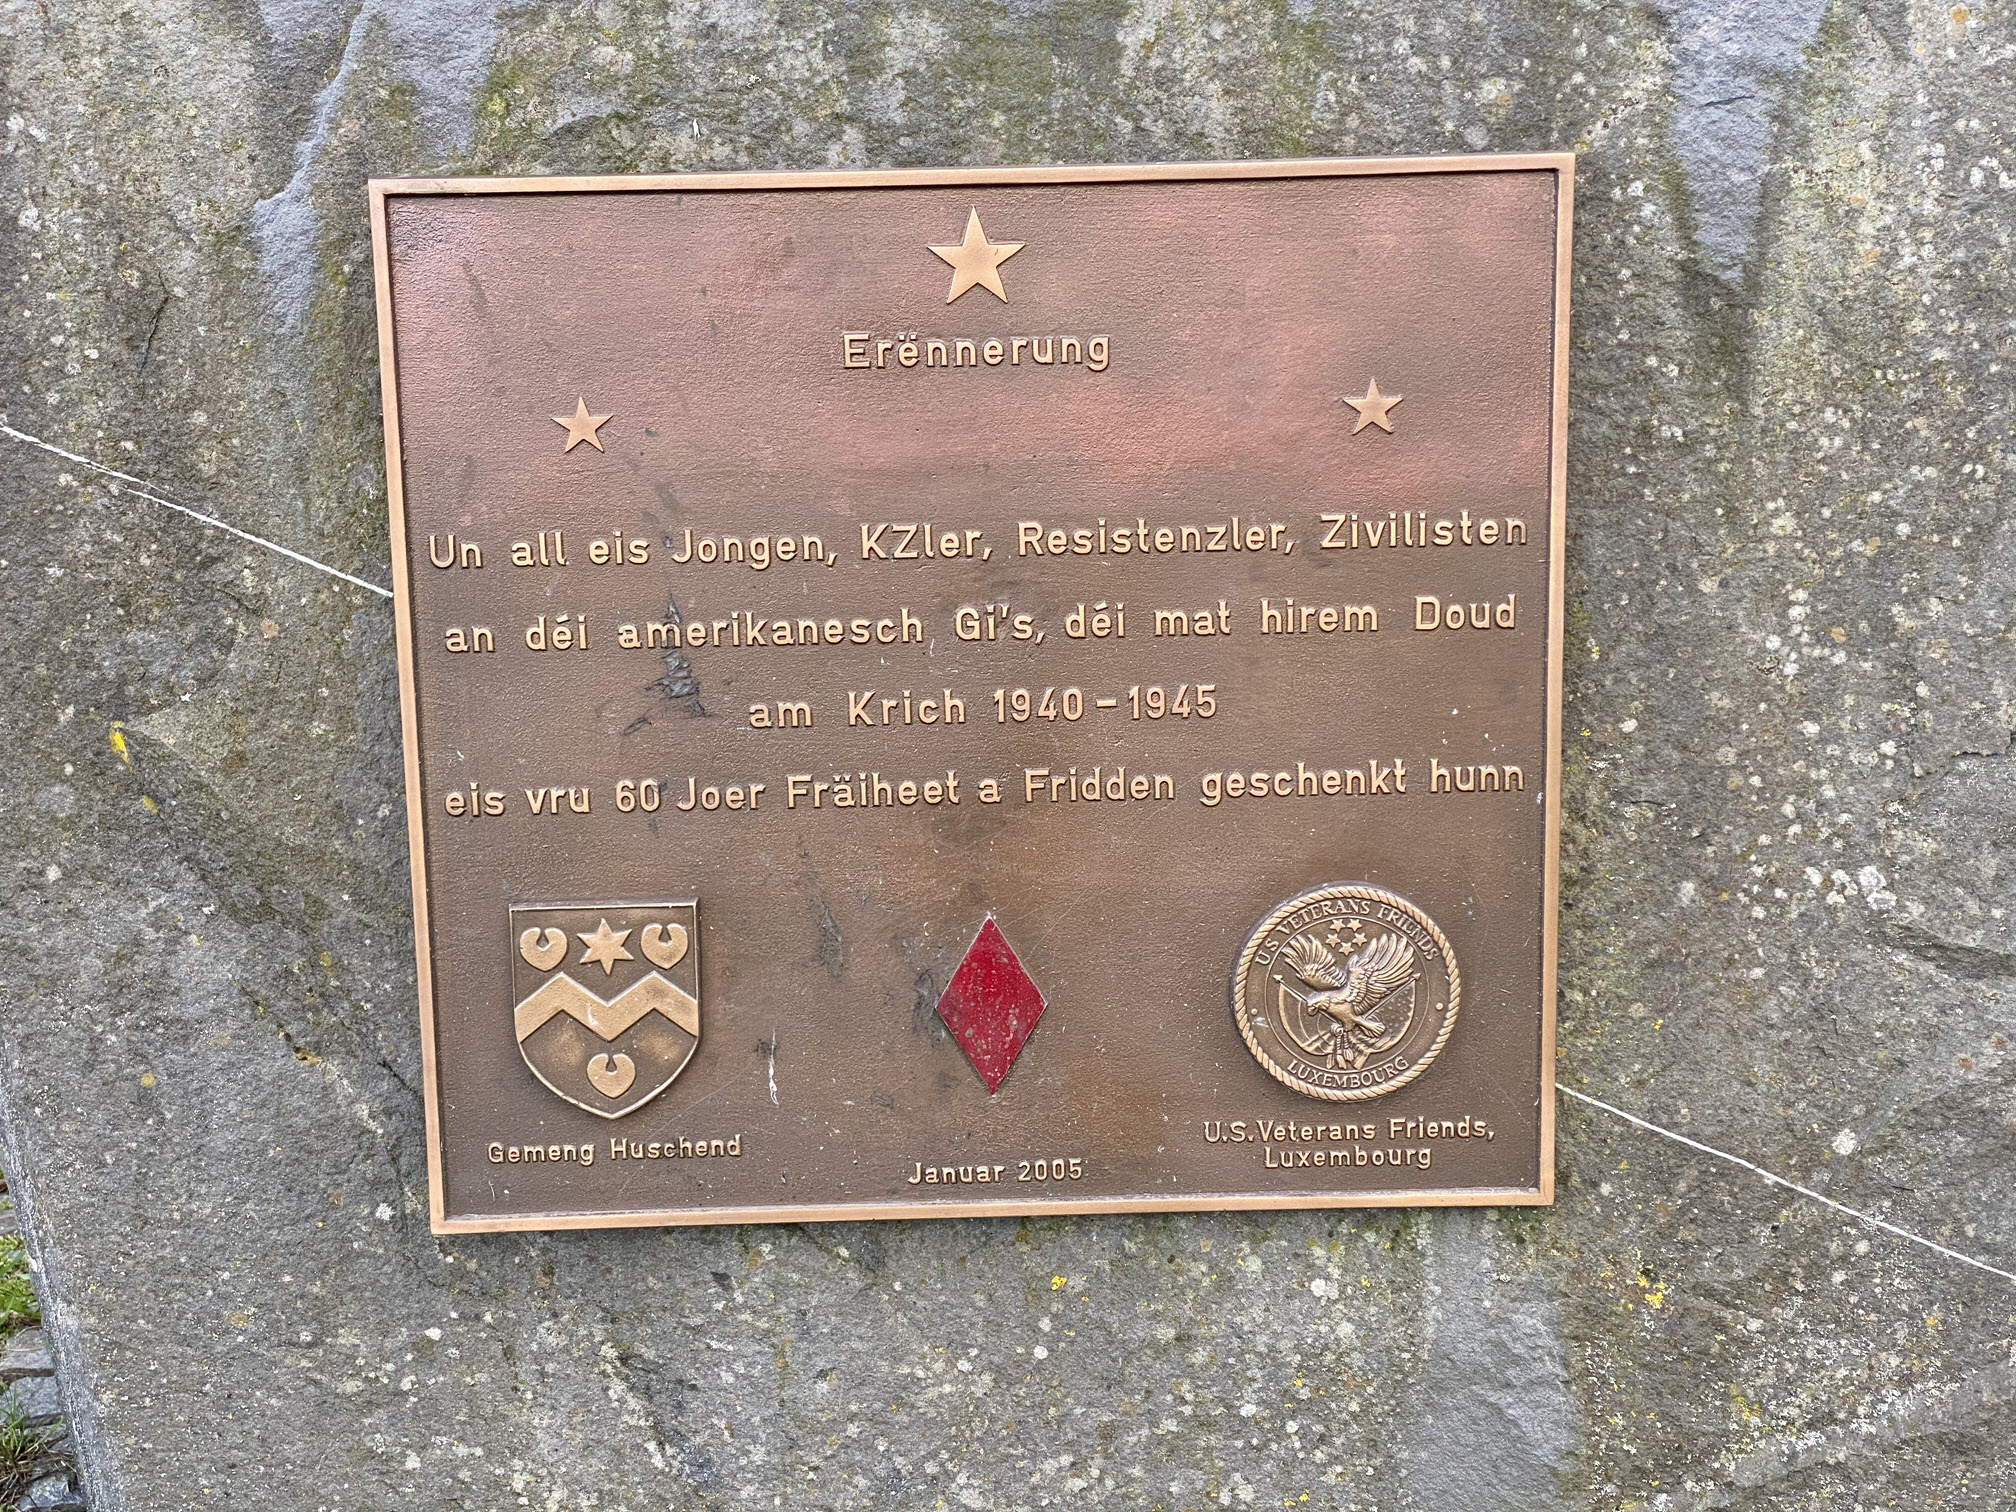 Erënnerung
Un all eis Jongen, KZler, Resistenzler, Zivilisten
an déi amerikanesch Gi's, déi mat hirem Doud
am Krich 1940-1945
eis vru 60 Joer Fräiheet a Fridden geschenkt hunn
U.S VETERANS FRIENDS
LUXEMBOURG
Gemeng Huschend
Januar 2005
U.S. Veterans Friends,
Luxembourg